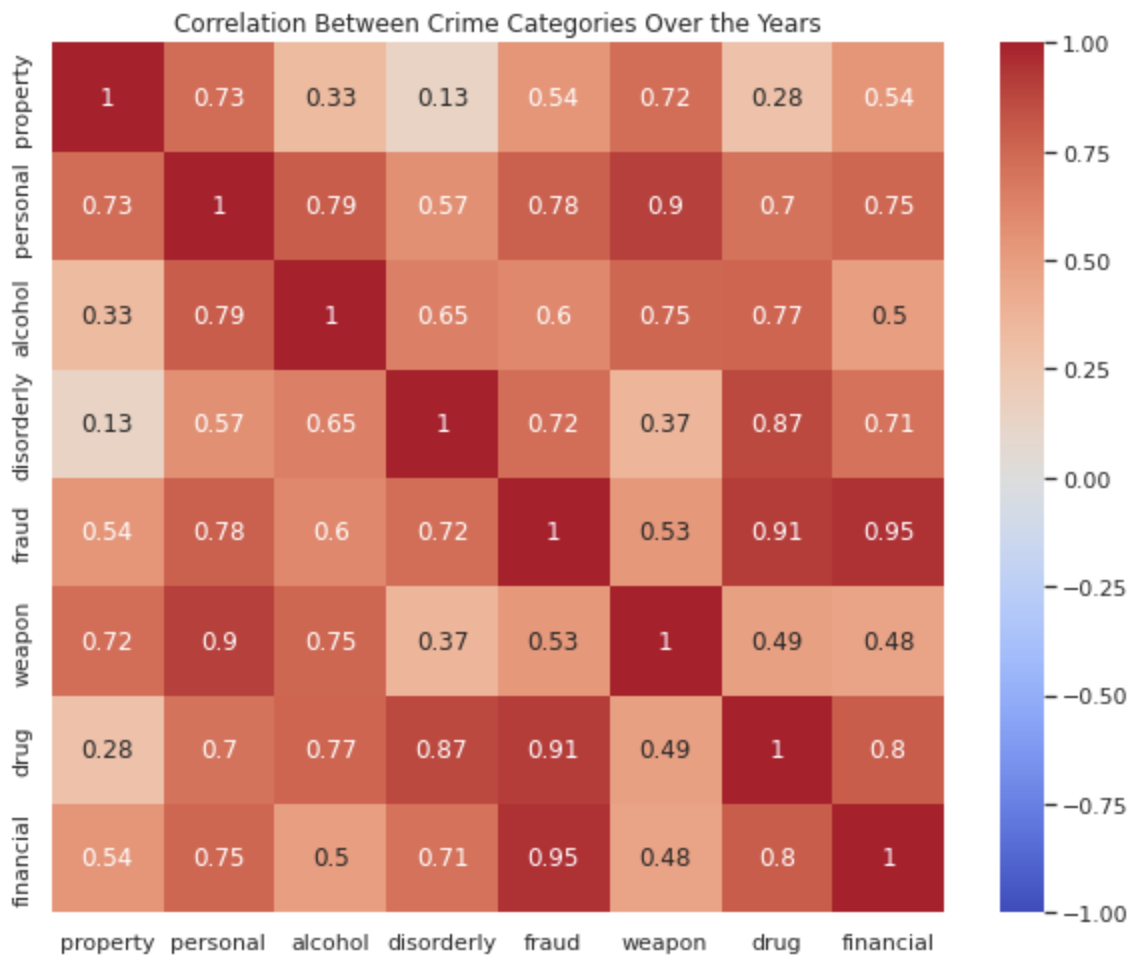 Correlation Between Crime Categories Over the Years
property 1 0.73 0.33 0.13 0.54 0.72 0.28 0.54
personal 0.73 1 0.79 0.57 0.78 0.9 0.7 0.75
alcohol 0.33 0.79 1 0.65 0.6 0.75 0.77 0.5
disorderly 0.13 0.57 0.65 1 0.72 0.37 0.87 0.71
fraud 0.54 0.78 0.6 0.72 1 0.53 0.91 0.95
weapon 0.72 0.9 0.75 0.37 0.53 1 0.49 0.48
drug 0.28 0.7 0.77 0.87 0.91 0.49 1 0.8
financial 0.54 0.75 0.5 0.71 0.95 0.48 0.8 1
property personal alcohol disorderly fraud weapon drug financial
1.00
0.75
0.50
0.25
0.00
−0.25
−0.50
−0.75
−1.00